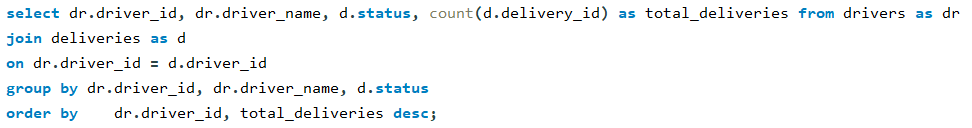 select dr.driver_id, dr.driver_name, d.status, count(d.delivery_id) as total_deliveries from drivers as dr
join deliveries as d
on dr.driver_id = d.driver_id
group by dr.driver_id, dr.driver_name, d.status
order by    dr.driver_id, total_deliveries desc;